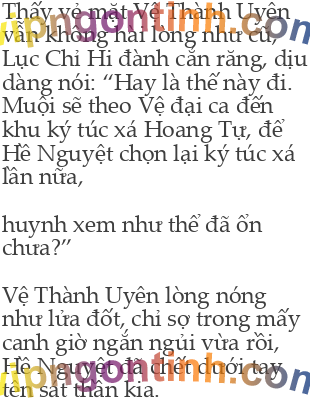 Thấy vẻ mặt Vệ Thành Uyên
vẫn không hài lòng như cũ,
Lục Chỉ Hi đành cắn răng, dịu
dàng nói: “Hay là thế này đi.
Muội sẽ theo Vệ đại ca đến
khu ký túc xá Hoang Tự, để
Hề Nguyệt chọn lại ký túc xá
lần nữa,
huynh xem như thể đã ổn
chưa?”
Vệ Thành Uyên lòng nóng
như lửa đốt, chỉ sợ trong mấy
canh giờ ngắn ngủi vừa rồi,
Hề Nguyệt đã chết dưới tay
tên sát thần kia.
vipngontinh.com
vipngontinh.com